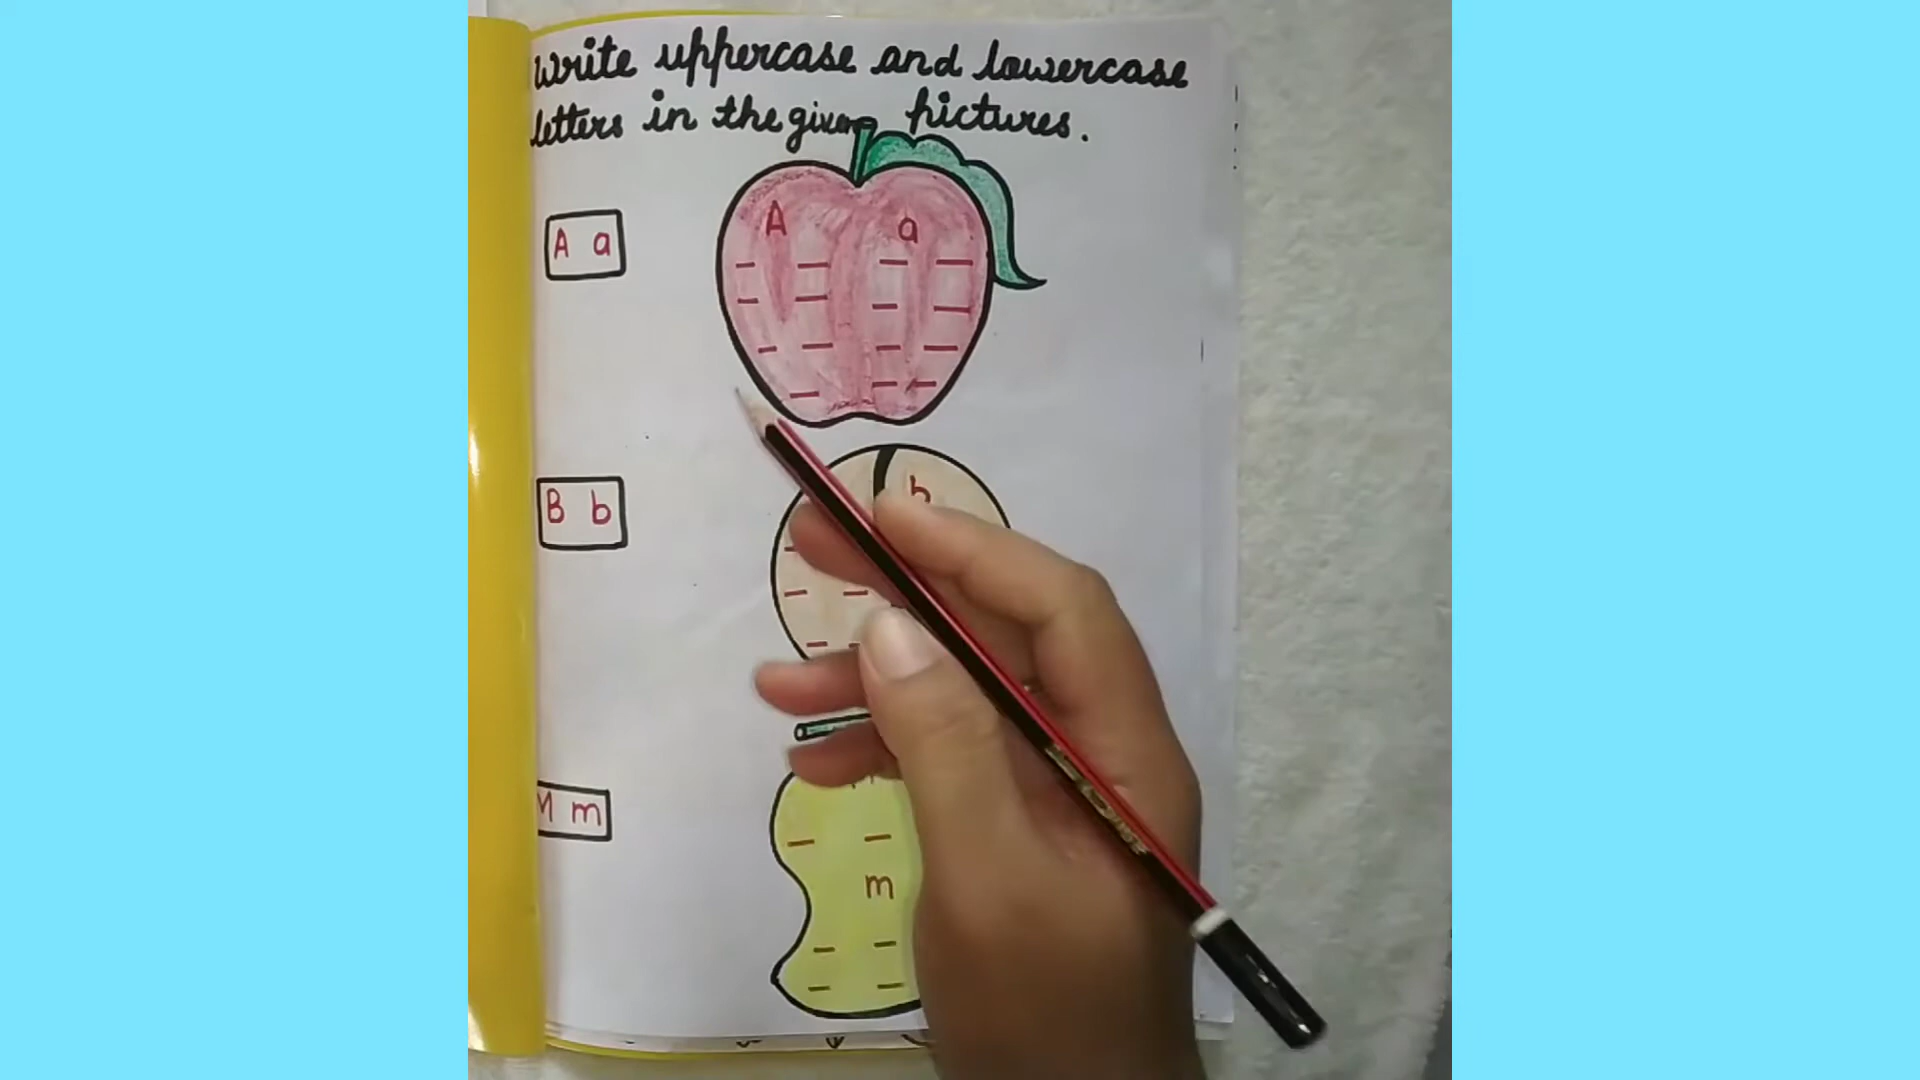 Write uppercase and lowercase
letters in the given pictures.
A a
A a
B b
b
M m
m